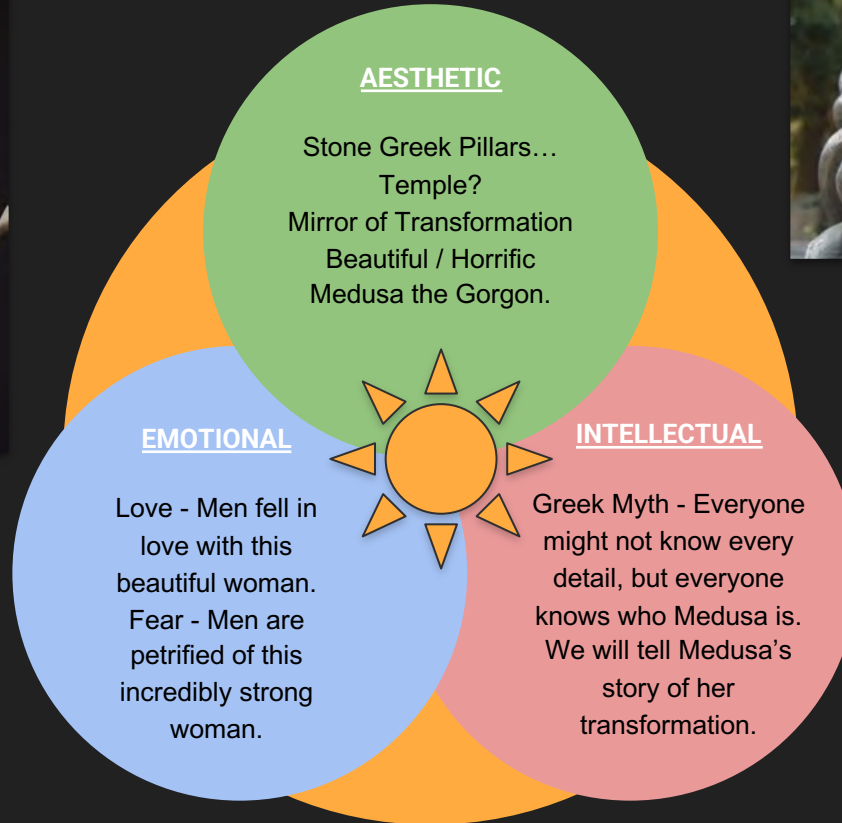 AESTHETIC
Stone Greek Pillars…
Temple?
Mirror of Transformation
Beautiful / Horrific
Medusa the Gorgon.
EMOTIONAL
Love - Men fell in
love with this
beautiful woman.
Fear - Men are
petrified of this
incredibly strong
woman.
INTELLECTUAL
Greek Myth - Everyone
might not know every
detail, but everyone
knows who Medusa is.
We will tell Medusa’s
story of her
transformation.